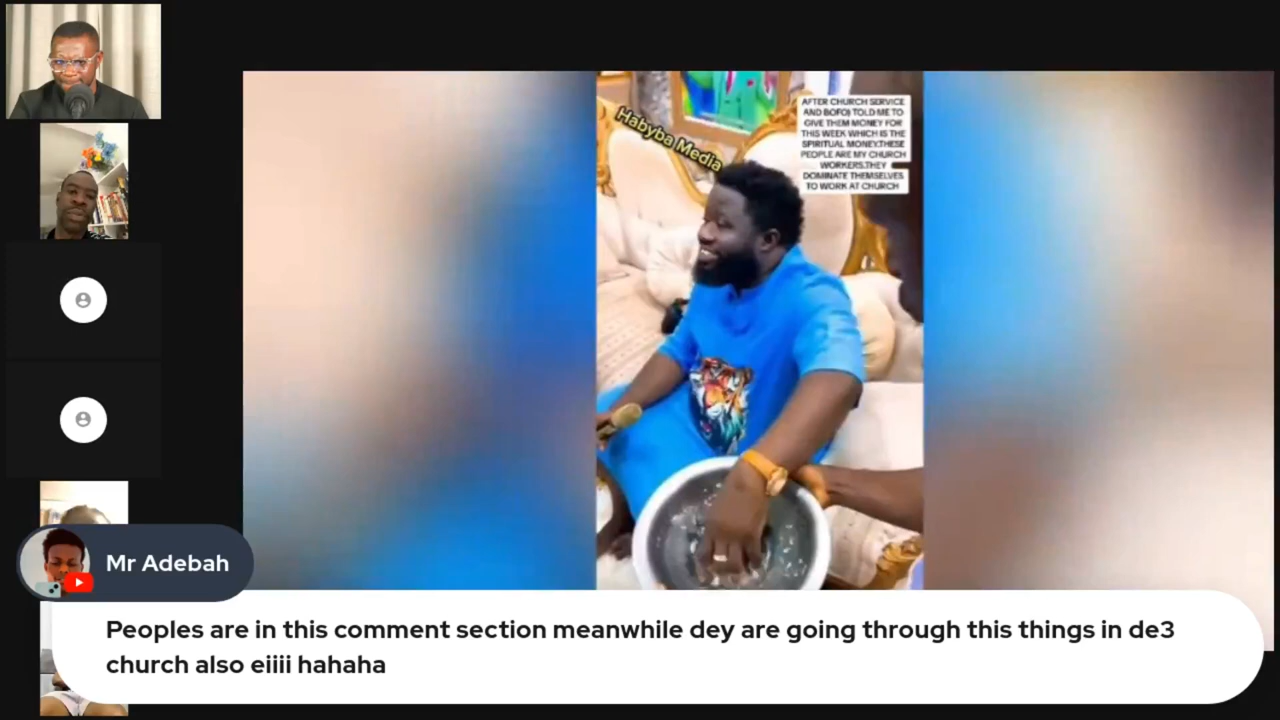 Habyba Media
AFTER CHURCH SERVICE
AND BOFOJ TOLD ME TO
GIVE THEM MONEY FOR
THIS WEEK WHICH IS THE
SPIRITUAL MONEY.THESE
PEOPLE ARE MY CHURCH
WORKERS.THEY
DOMINATE THEMSELVES
TO WORK AT CHURCH
Mr Adebah
Peoples are in this comment section meanwhile dey are going through this things in de3
church also eiiii hahaha